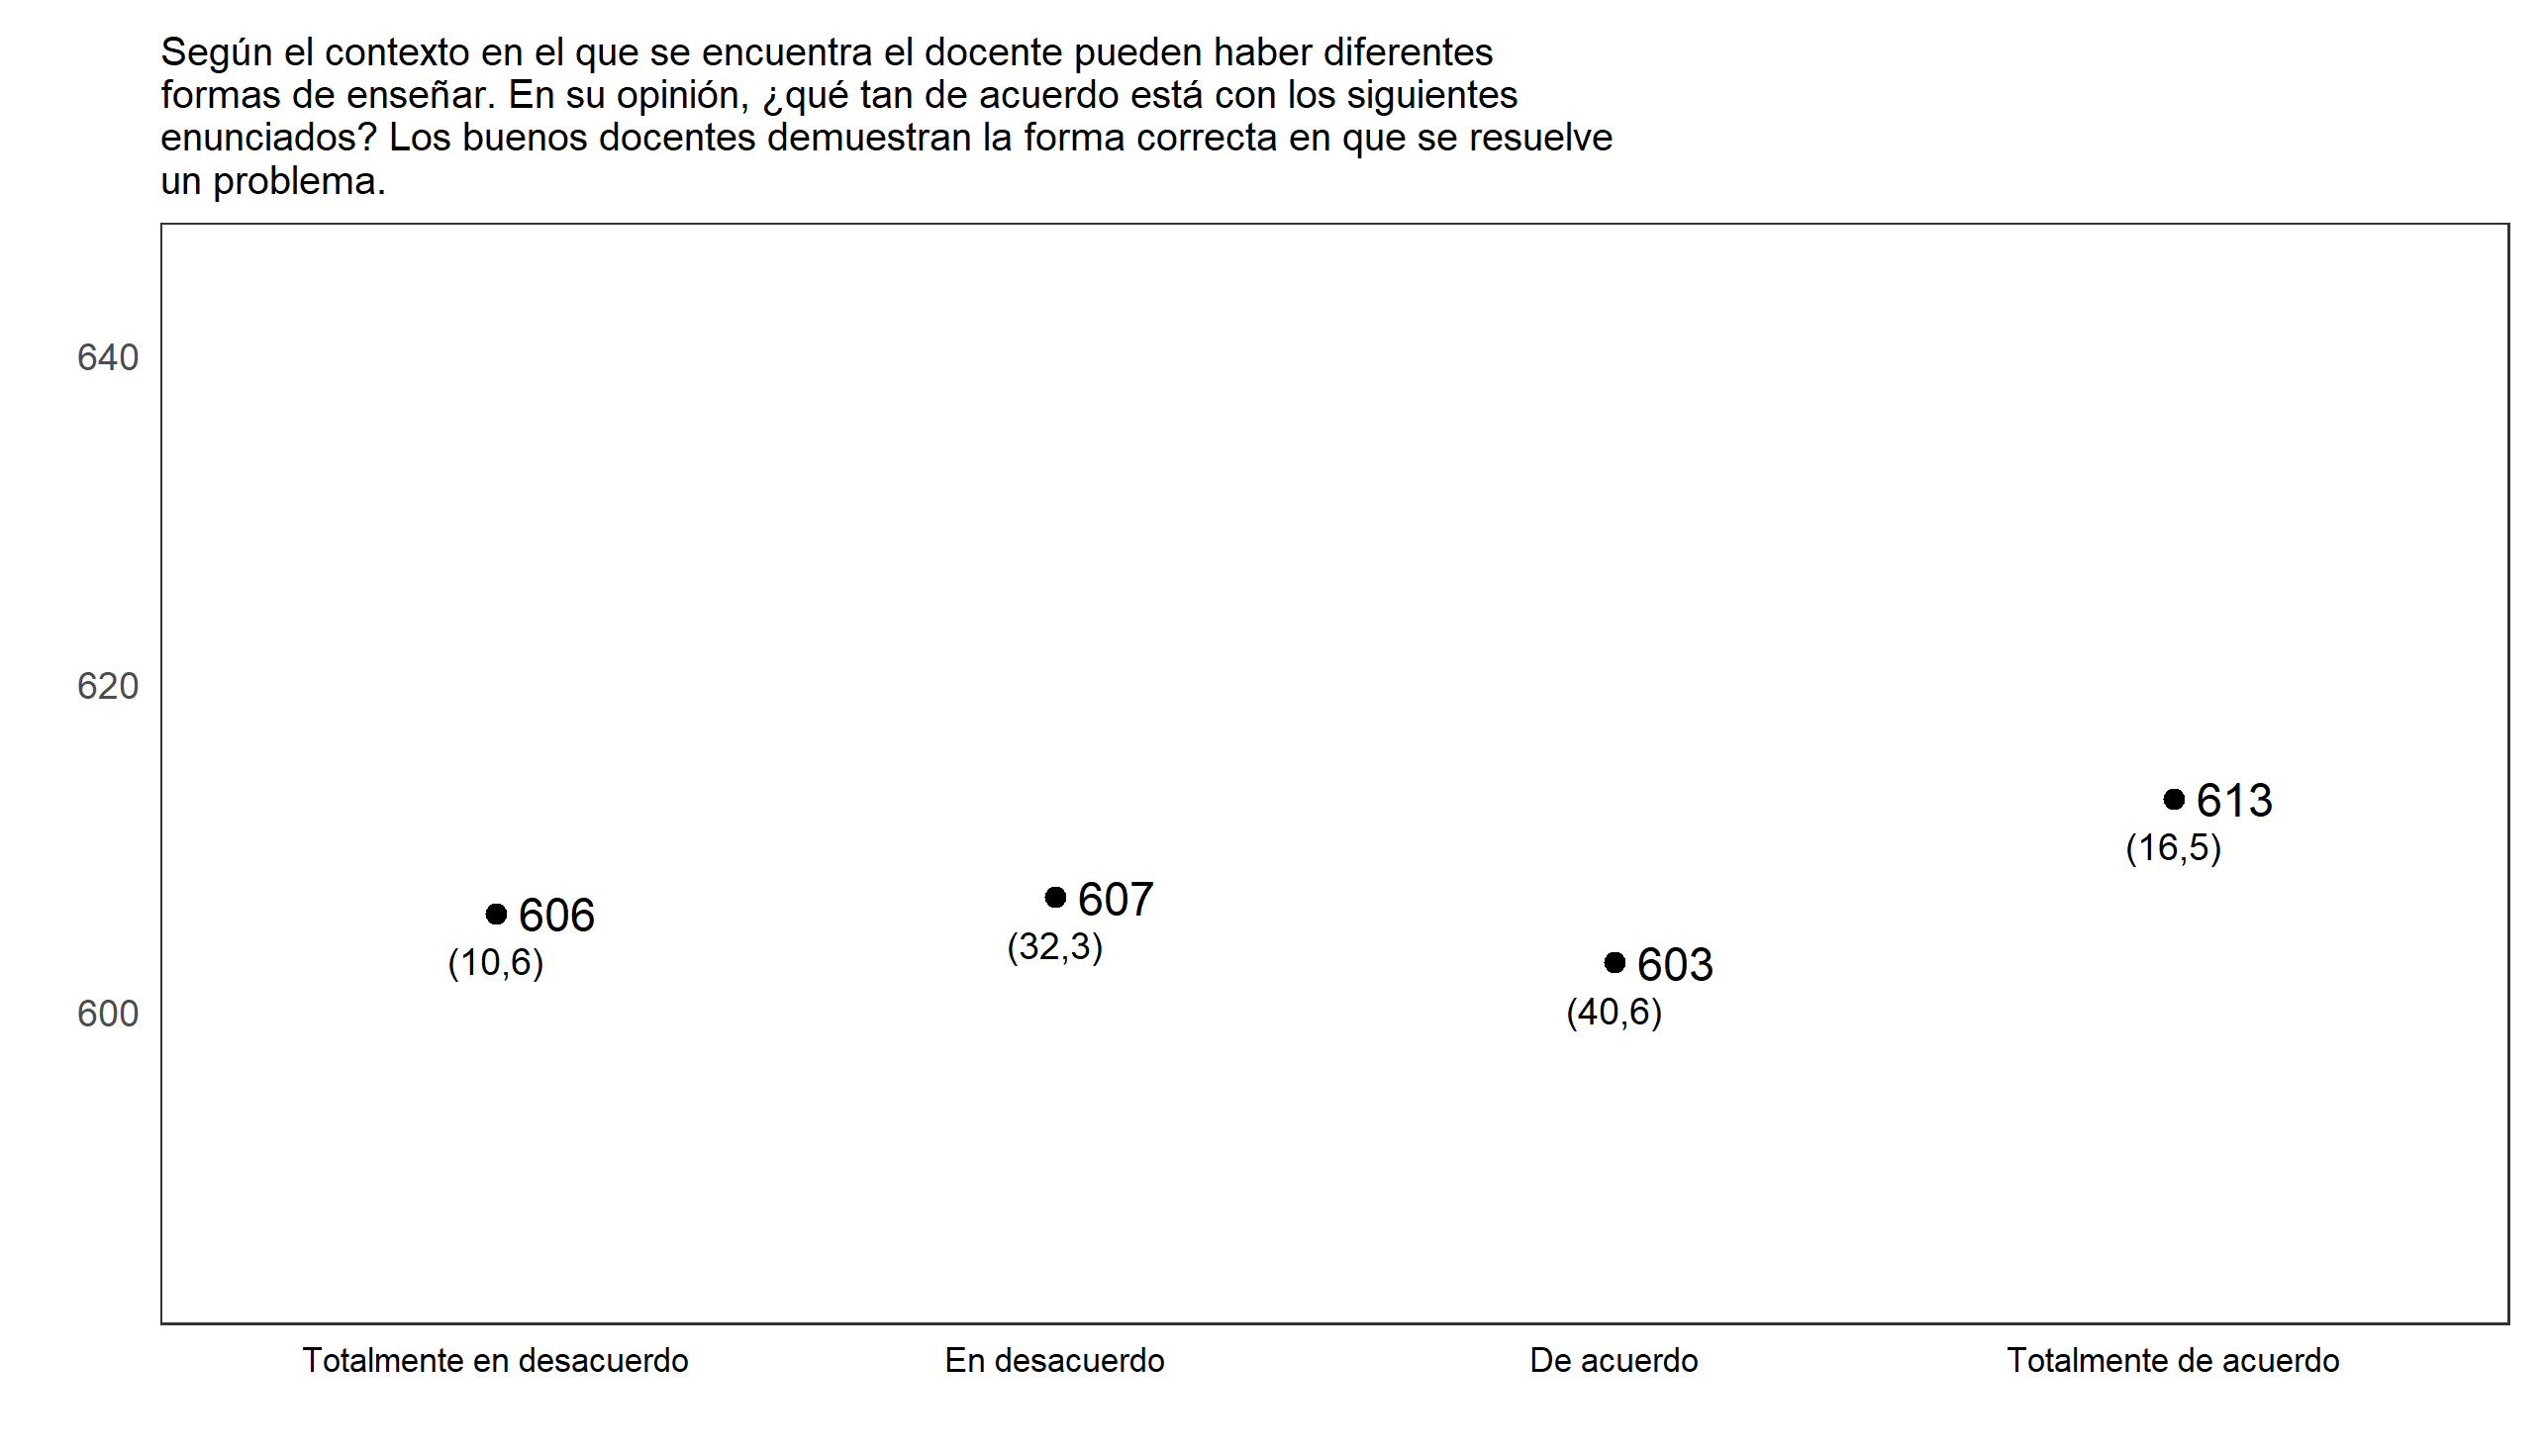 Según el contexto en el que se encuentra el docente pueden haber diferentes
formas de enseñar. En su opinión, ¿qué tan de acuerdo está con los siguientes
enunciados? Los buenos docentes demuestran la forma correcta en que se resuelve
un problema.
640
620
600
606
(10,6)
607
(32,3)
603
(40,6)
613
(16,5)
Totalmente en desacuerdo
En desacuerdo
De acuerdo
Totalmente de acuerdo